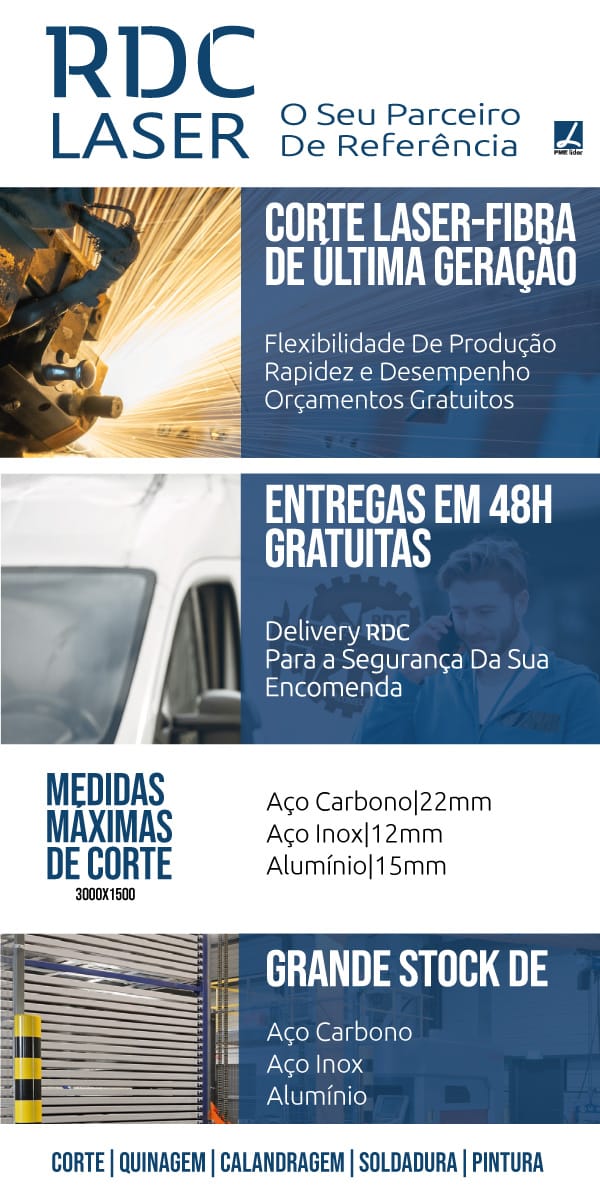 RDC
LASER
O Seu Parceiro
De Referência
PME líder
CORTE LASER-FIBRA
DE ÚLTIMA GERAÇÃO
Flexibilidade De Produção
Rapidez e Desempenho
Orçamentos Gratuitos
ENTREGAS EM 48H
GRATUITAS
Delivery RDC
Para a Segurança Da Sua
Encomenda
MEDIDAS
MÁXIMAS
DE CORTE
3000X1500
Aço Carbono|22mm
Aço Inox|12mm
Alumínio|15mm
GRANDE STOCK DE
Aço Carbono
Aço Inox
Alumínio
CORTE | QUINAGEM | CALANDRAGEM | SOLDADURA | PINTURA